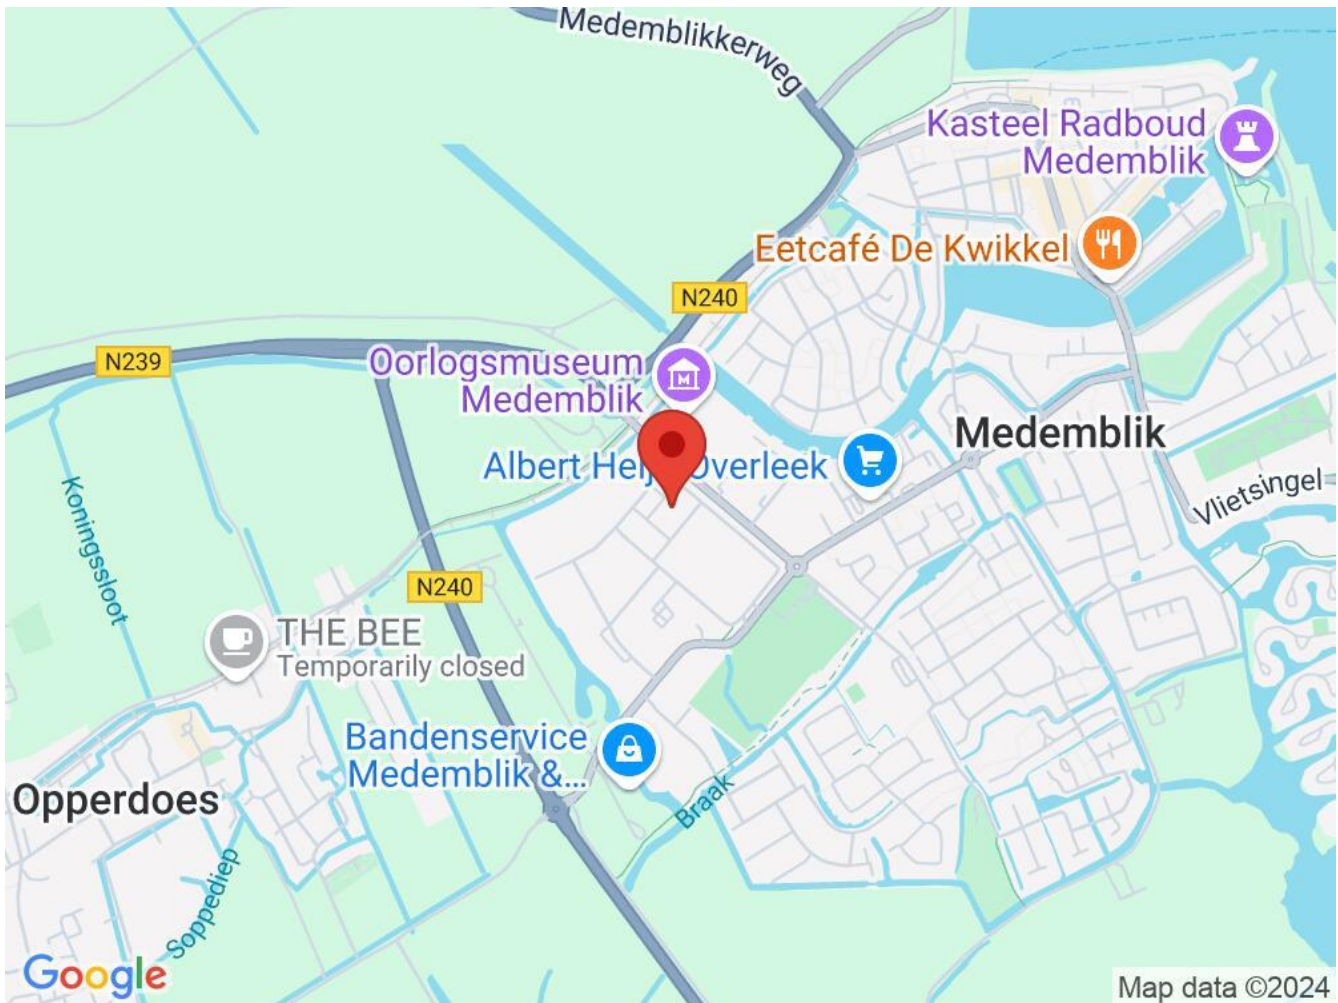 Medemblikkerweg
Kasteel Radboud
Medemblik
Eetcafé De Kwikkel
N240
N239
Oorlogsmuseum
Medemblik
Medemblik
Albert Overleek
Vlietsingel
Koningssloot
N240
THE BEE
Temporarily closed
Bandenservice
Medemblik &...
Opperdoes
Braak
Soppediep
Google
Map data ©2024